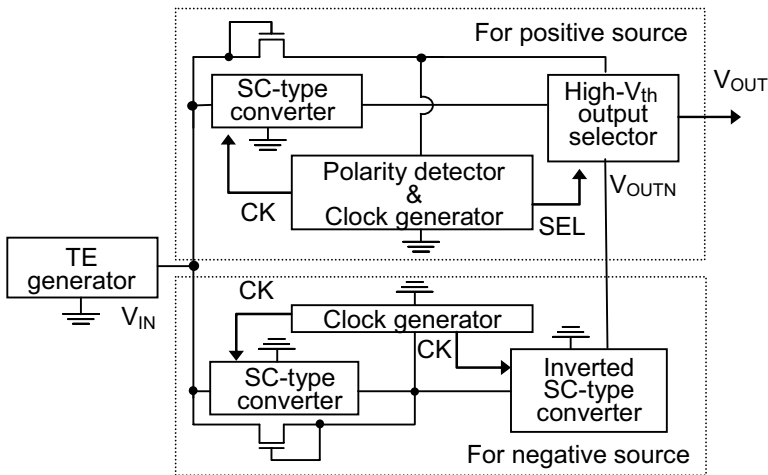 For positive source
SC-type
converter
High-Vth
output
selector
VOUT
Polarity detector
&
Clock generator
CK
SEL
VOUTN
TE
generator
VIN
CK
Clock generator
CK
SC-type
converter
Inverted
SC-type
converter
For negative source